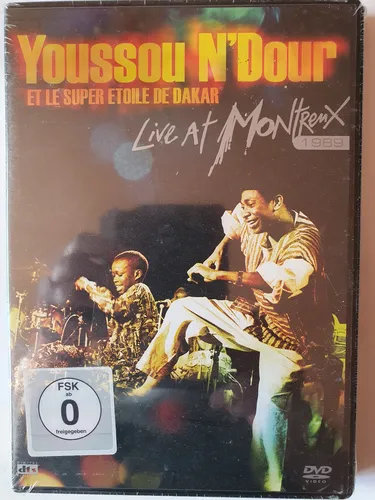 Youssou N'Dour
ET LE SUPER ETOILE DE DAKAR
Live At Montreux
1989
FSK
ab
0
freigegeben
dts
DVD
VIDEO